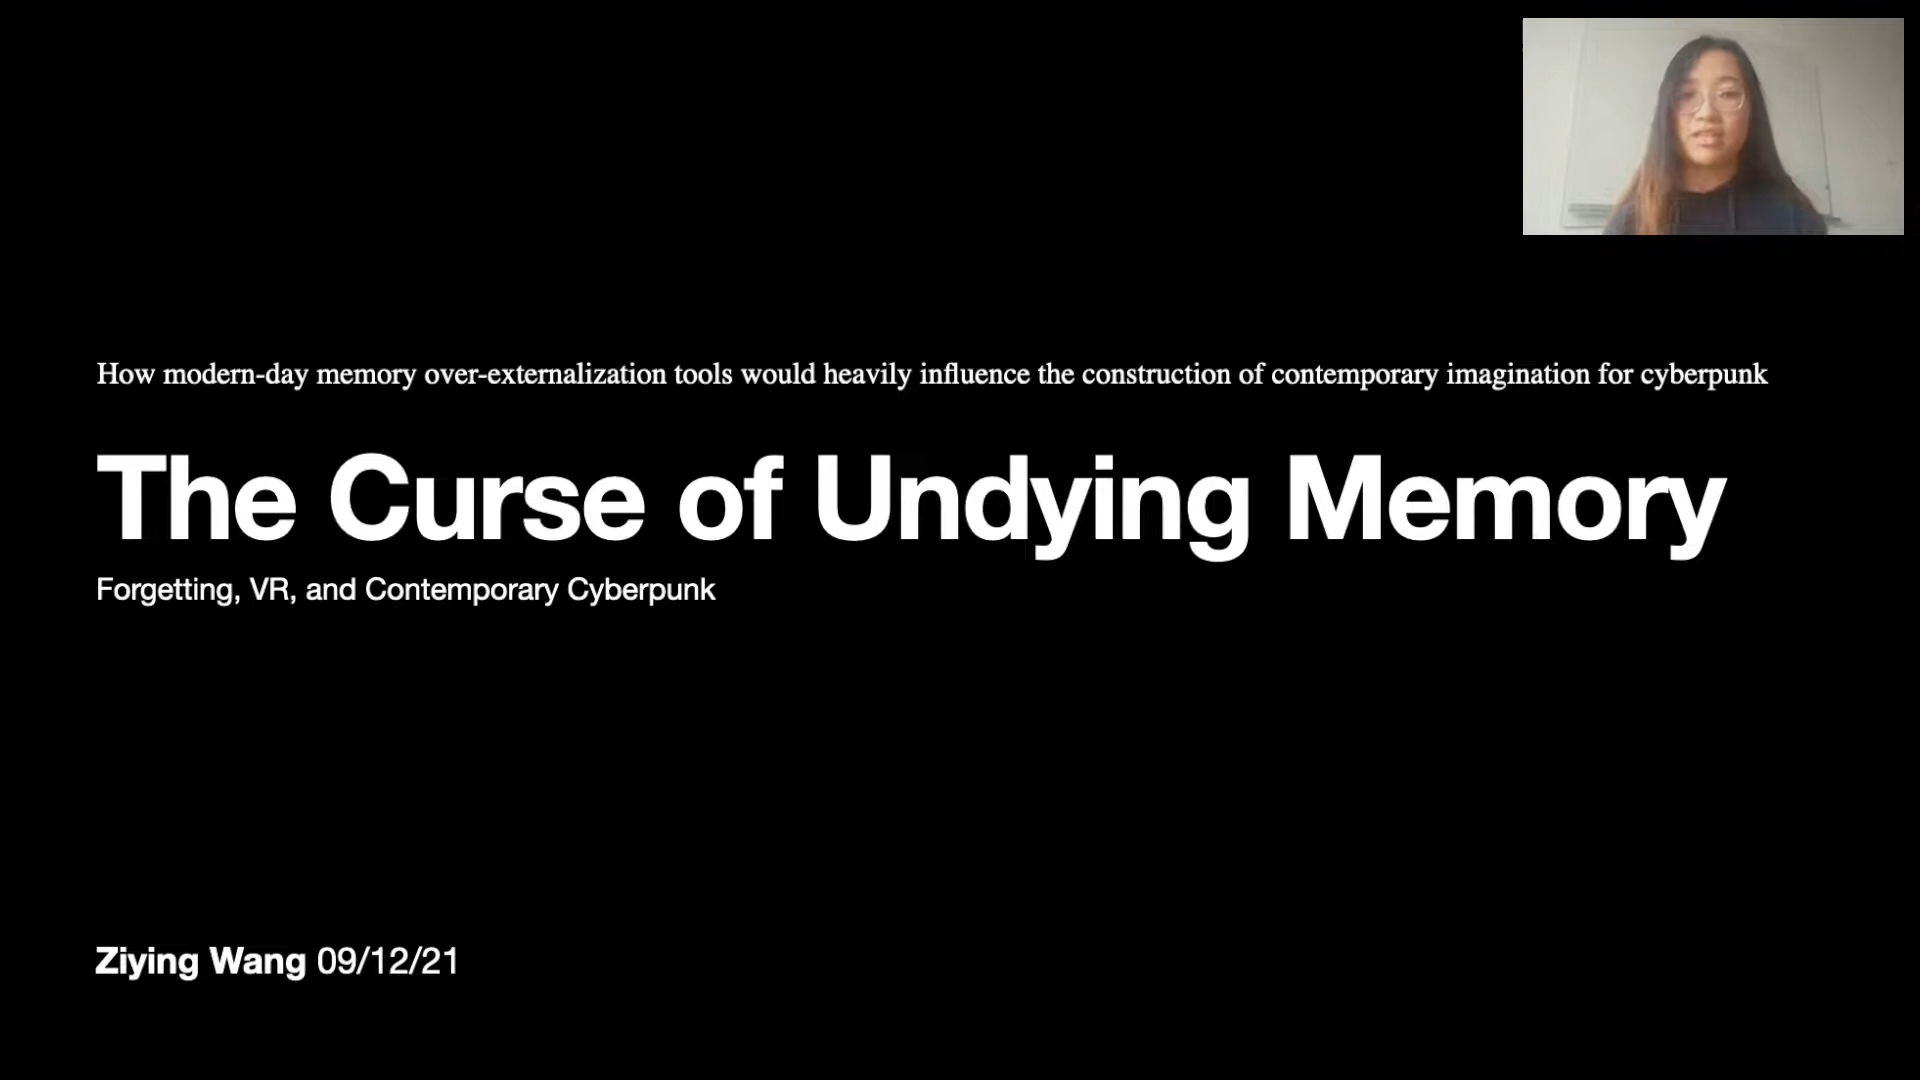 How modern-day memory over-externalization tools would heavily influence the construction of contemporary imagination for cyberpunk
The Curse of Undying Memory
Forgetting, VR, and Contemporary Cyberpunk
Ziying Wang 09/12/21